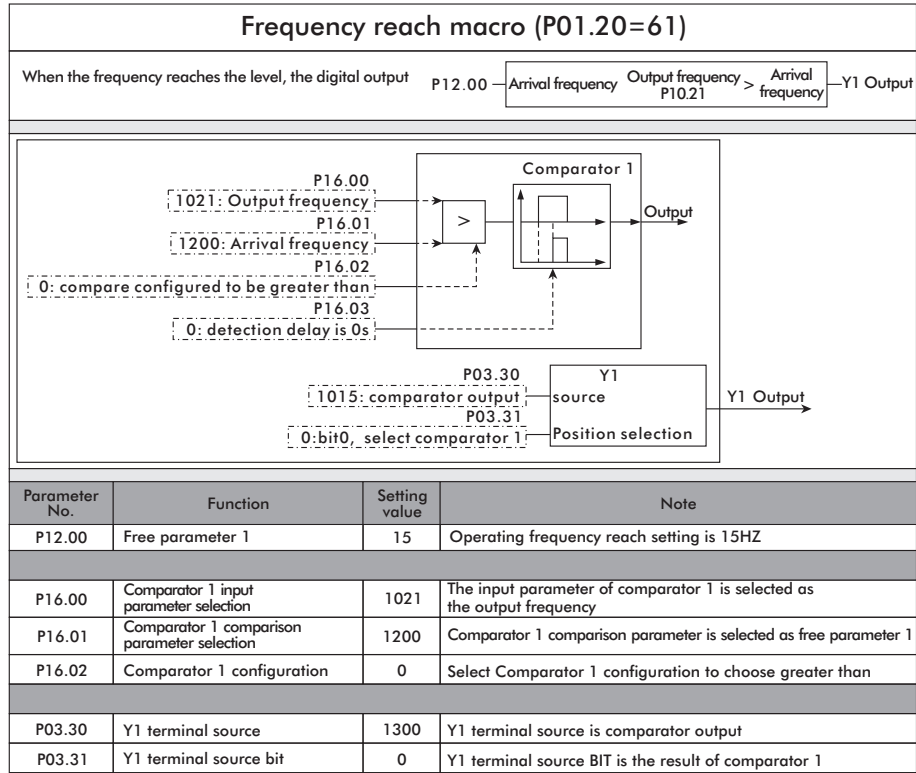 Frequency reach macro (P01.20=61)
When the frequency reaches the level, the digital output
P12.00
Arrival frequency
Output frequency
P10.21
>
Arrival
frequency
Y1 Output
Comparator 1
P16.00
1021: Output frequency
P16.01
1200: Arrival frequency
P16.02
0: compare configured to be greater than
P16.03
0: detection delay is 0s
>
Output
P03.30
1015: comparator output
P03.31
0:bit0, select comparator 1
Y1
source
Position selection
Y1 Output
Parameter No. Function Setting value Note
P12.00 Free parameter 1 15 Operating frequency reach setting is 15HZ
P16.00 Comparator 1 input parameter selection 1021 The input parameter of comparator 1 is selected as the output frequency
P16.01 Comparator 1 comparison parameter selection 1200 Comparator 1 comparison parameter is selected as free parameter 1
P16.02 Comparator 1 configuration 0 Select Comparator 1 configuration to choose greater than
P03.30 Y1 terminal source 1300 Y1 terminal source is comparator output
P03.31 Y1 terminal source bit 0 Y1 terminal source BIT is the result of comparator 1